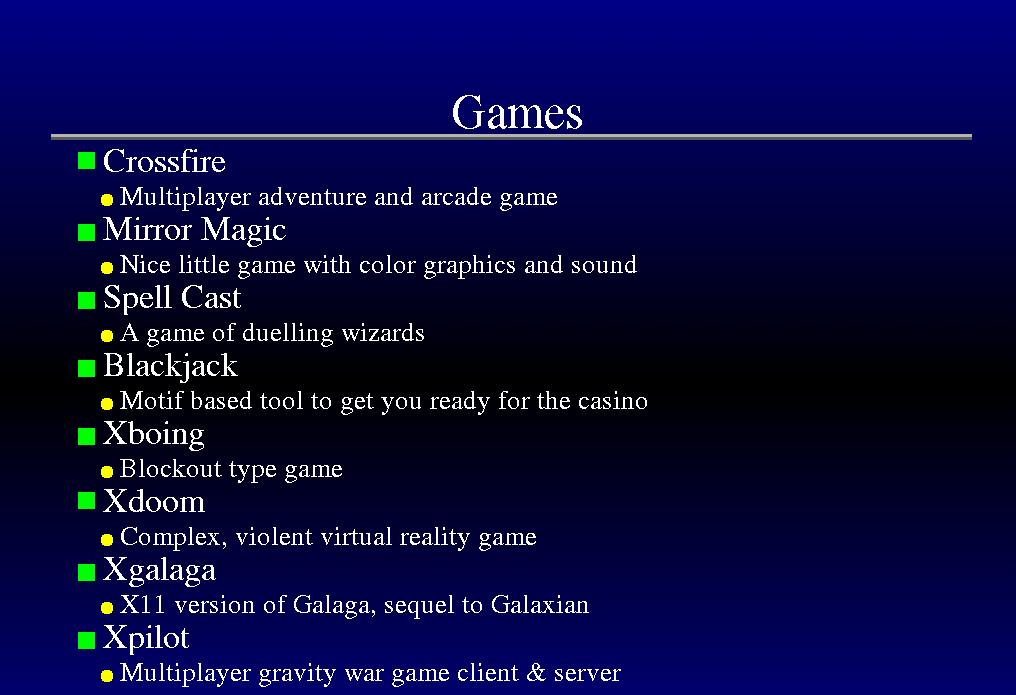 Games
Crossfire
Multiplayer adventure and arcade game
Mirror Magic
Nice little game with color graphics and sound
Spell Cast
A game of duelling wizards
Blackjack
Motif based tool to get you ready for the casino
Xboing
Blockout type game
Xdoom
Complex, violent virtual reality game
Xgalaga
X11 version of Galaga, sequel to Galaxian
Xpilot
Multiplayer gravity war game client & server